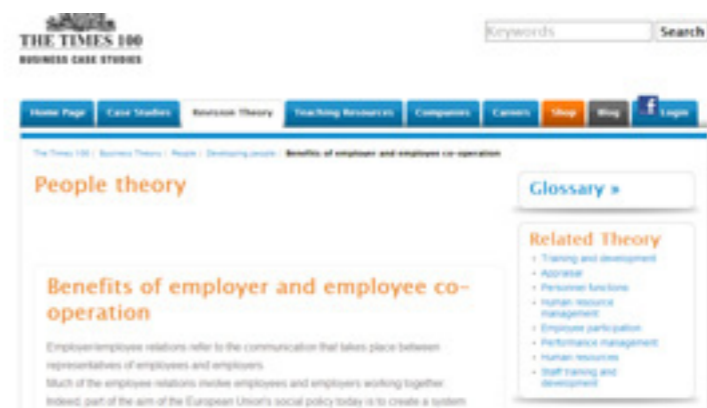 THE TIMES 100
BUSINESS CASE STUDIES
Keywords
Search
Home Page
Case Studies
Revision Theory
Teaching Resources
Companies
Careers
Shop
Blog
f Login
The Times 100 | Business Theory | People | Developing people | Benefits of employer and employee co-operation
People theory
Benefits of employer and employee co-
operation
Employer/employee relations refer to the communication that takes place between
representatives of employees and employers.
Much of the employee relations involve employees and employers working together.
Indeed, part of the aim of the European Union's social policy today is to create a system
Glossary »
Related Theory
Training and development
Appraisal
Personnel functions
Human resource
management
Employee participation
Performance management
Human resources
Staff training and
development